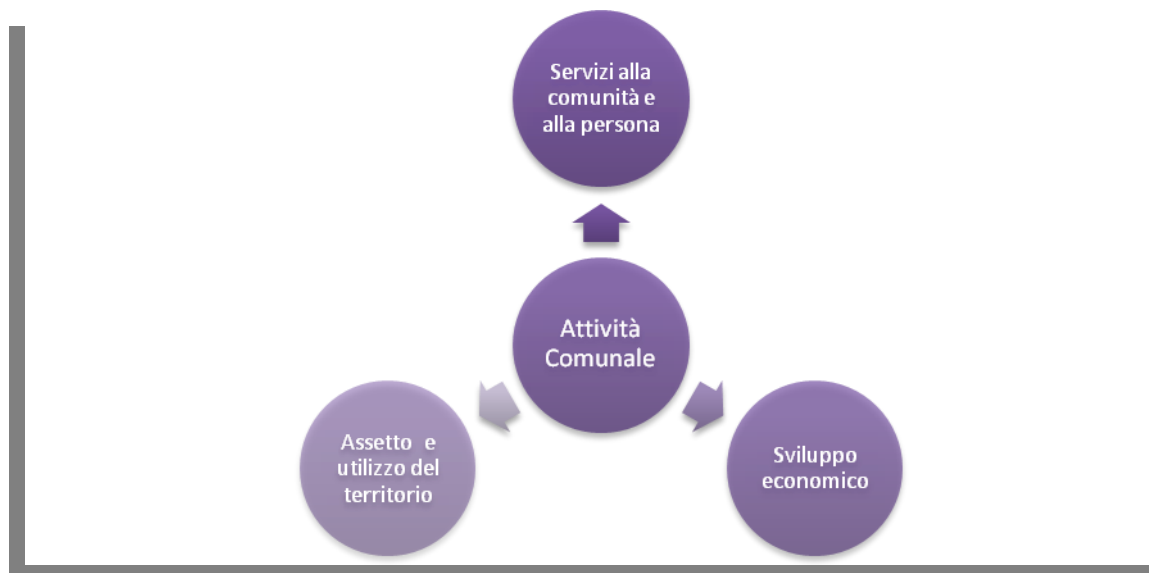 Servizi alla
comunità e
alla persona
Attività
Comunale
Assetto e
utilizzo del
territorio
Sviluppo
economico